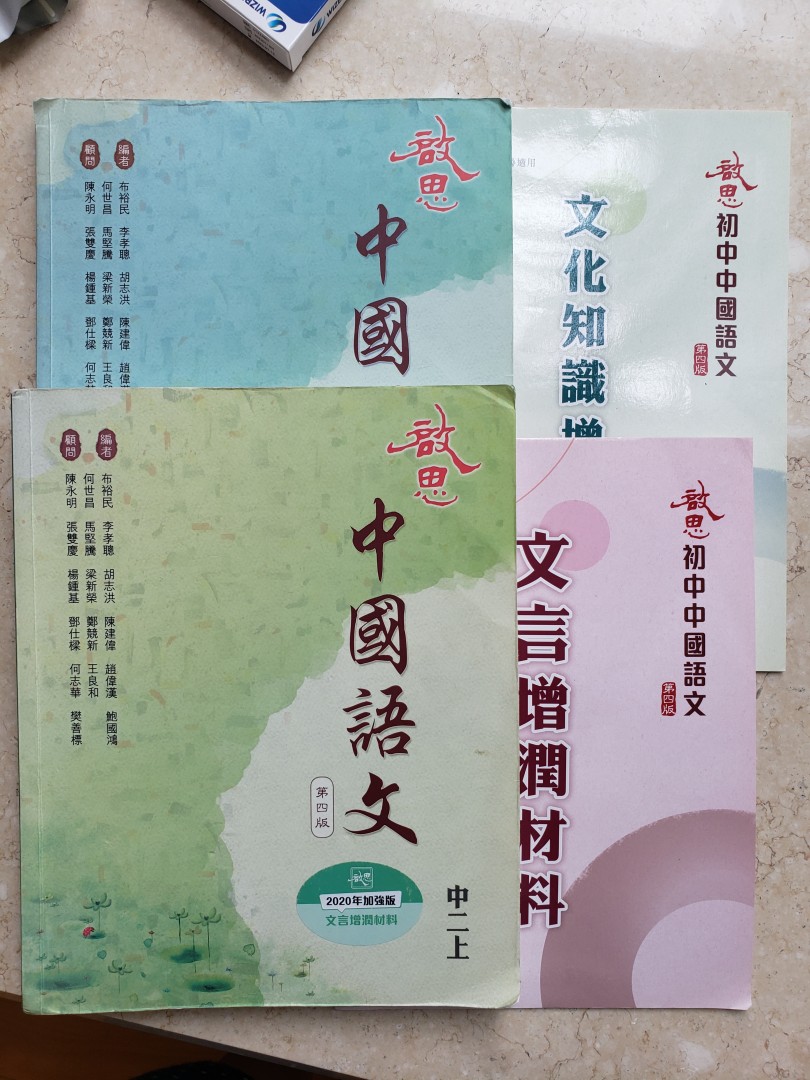 啟思
中國
編者
布裕民 李孝聰 胡志洪 陳建偉
何世昌 馬堅騰 梁新榮 鄭競新 王良和
顧問
陳永明 張雙慶 楊鍾基 鄧仕樑
啟思
初中中國語文
第四版
文化知識增
啟思
中國語文
第四版
編者
布裕民 李孝聰 胡志洪 陳建偉 趙偉漢 鮑國鴻
何世昌 馬堅騰 梁新榮 鄭競新 王良和
顧問
陳永明 張雙慶 楊鍾基 鄧仕樑 何志華 樊善標
啟思
2020年加強版
文言增潤材料
中二上
啟思
初中中國語文
第四版
文言增潤材料